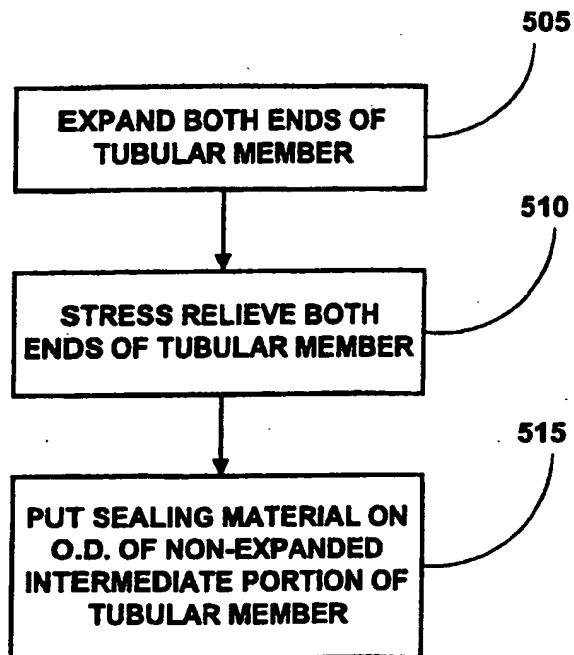 505
EXPAND BOTH ENDS OF
TUBULAR MEMBER
510
STRESS RELIEVE BOTH
ENDS OF TUBULAR MEMBER
515
PUT SEALING MATERIAL ON
O.D. OF NON-EXPANDED
INTERMEDIATE PORTION OF
TUBULAR MEMBER